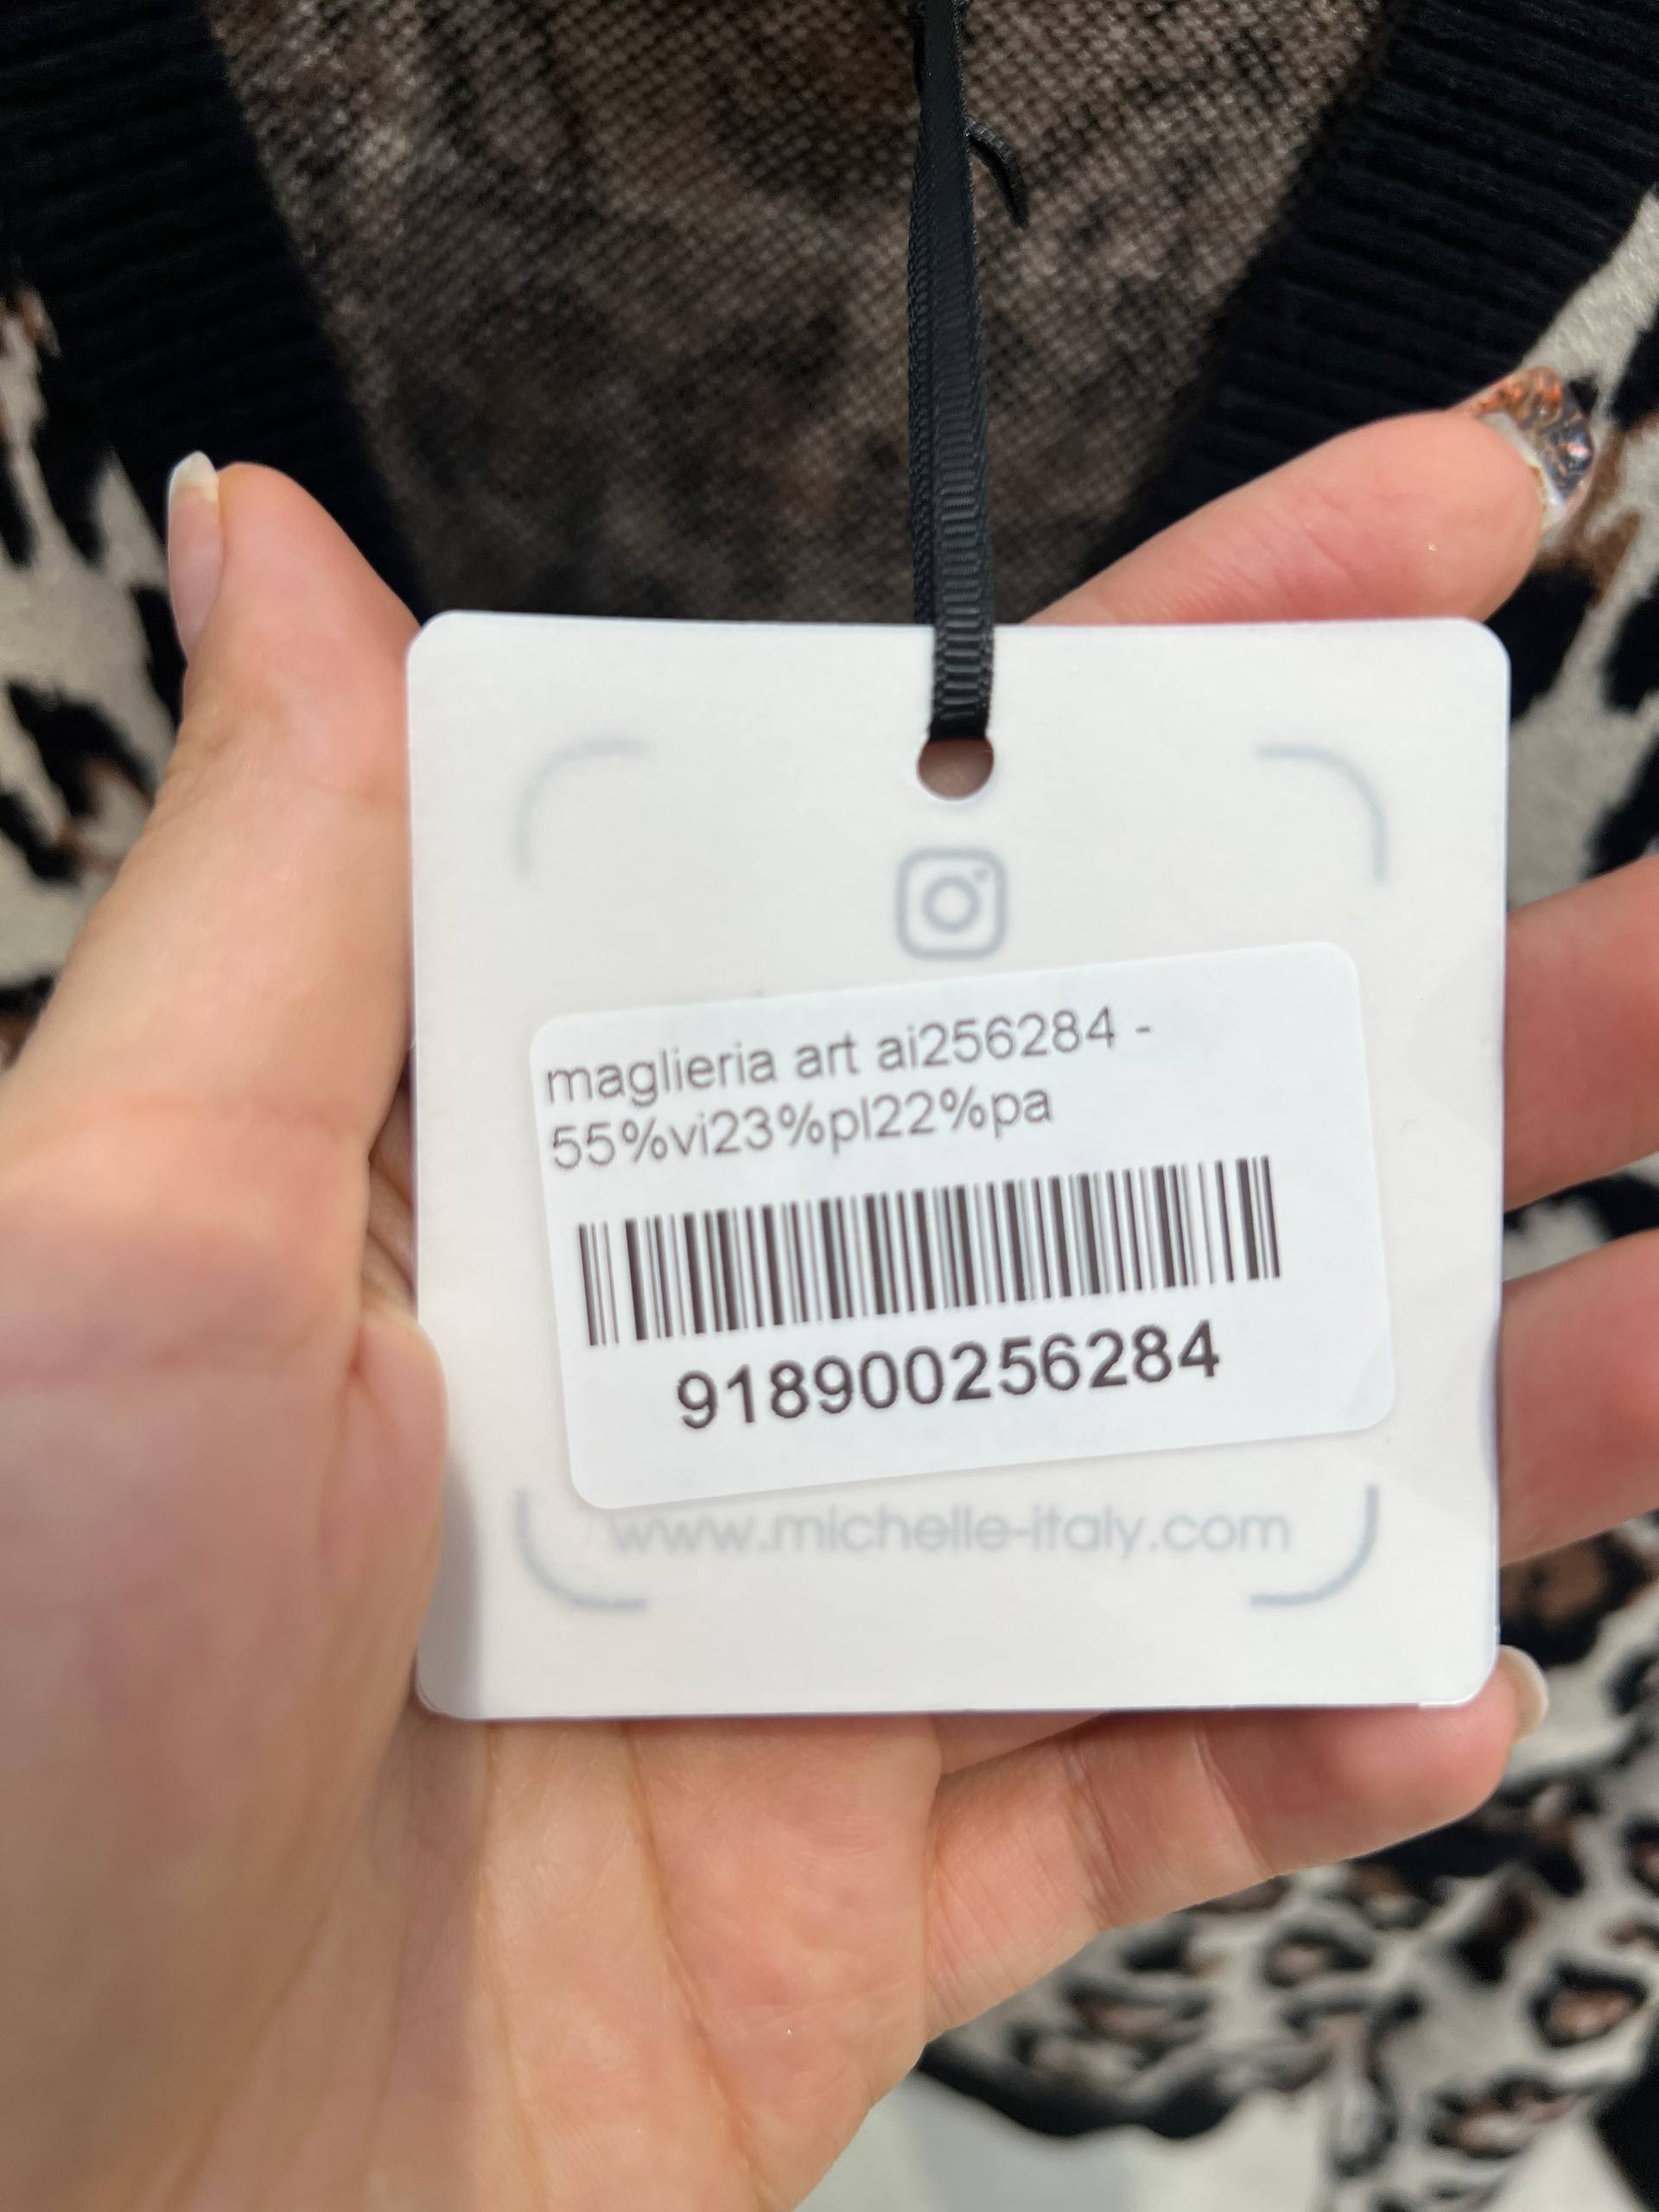 maglieria art ai256284 -
55%vi23%pl22%pa
918900256284
www.michelle-italy.com